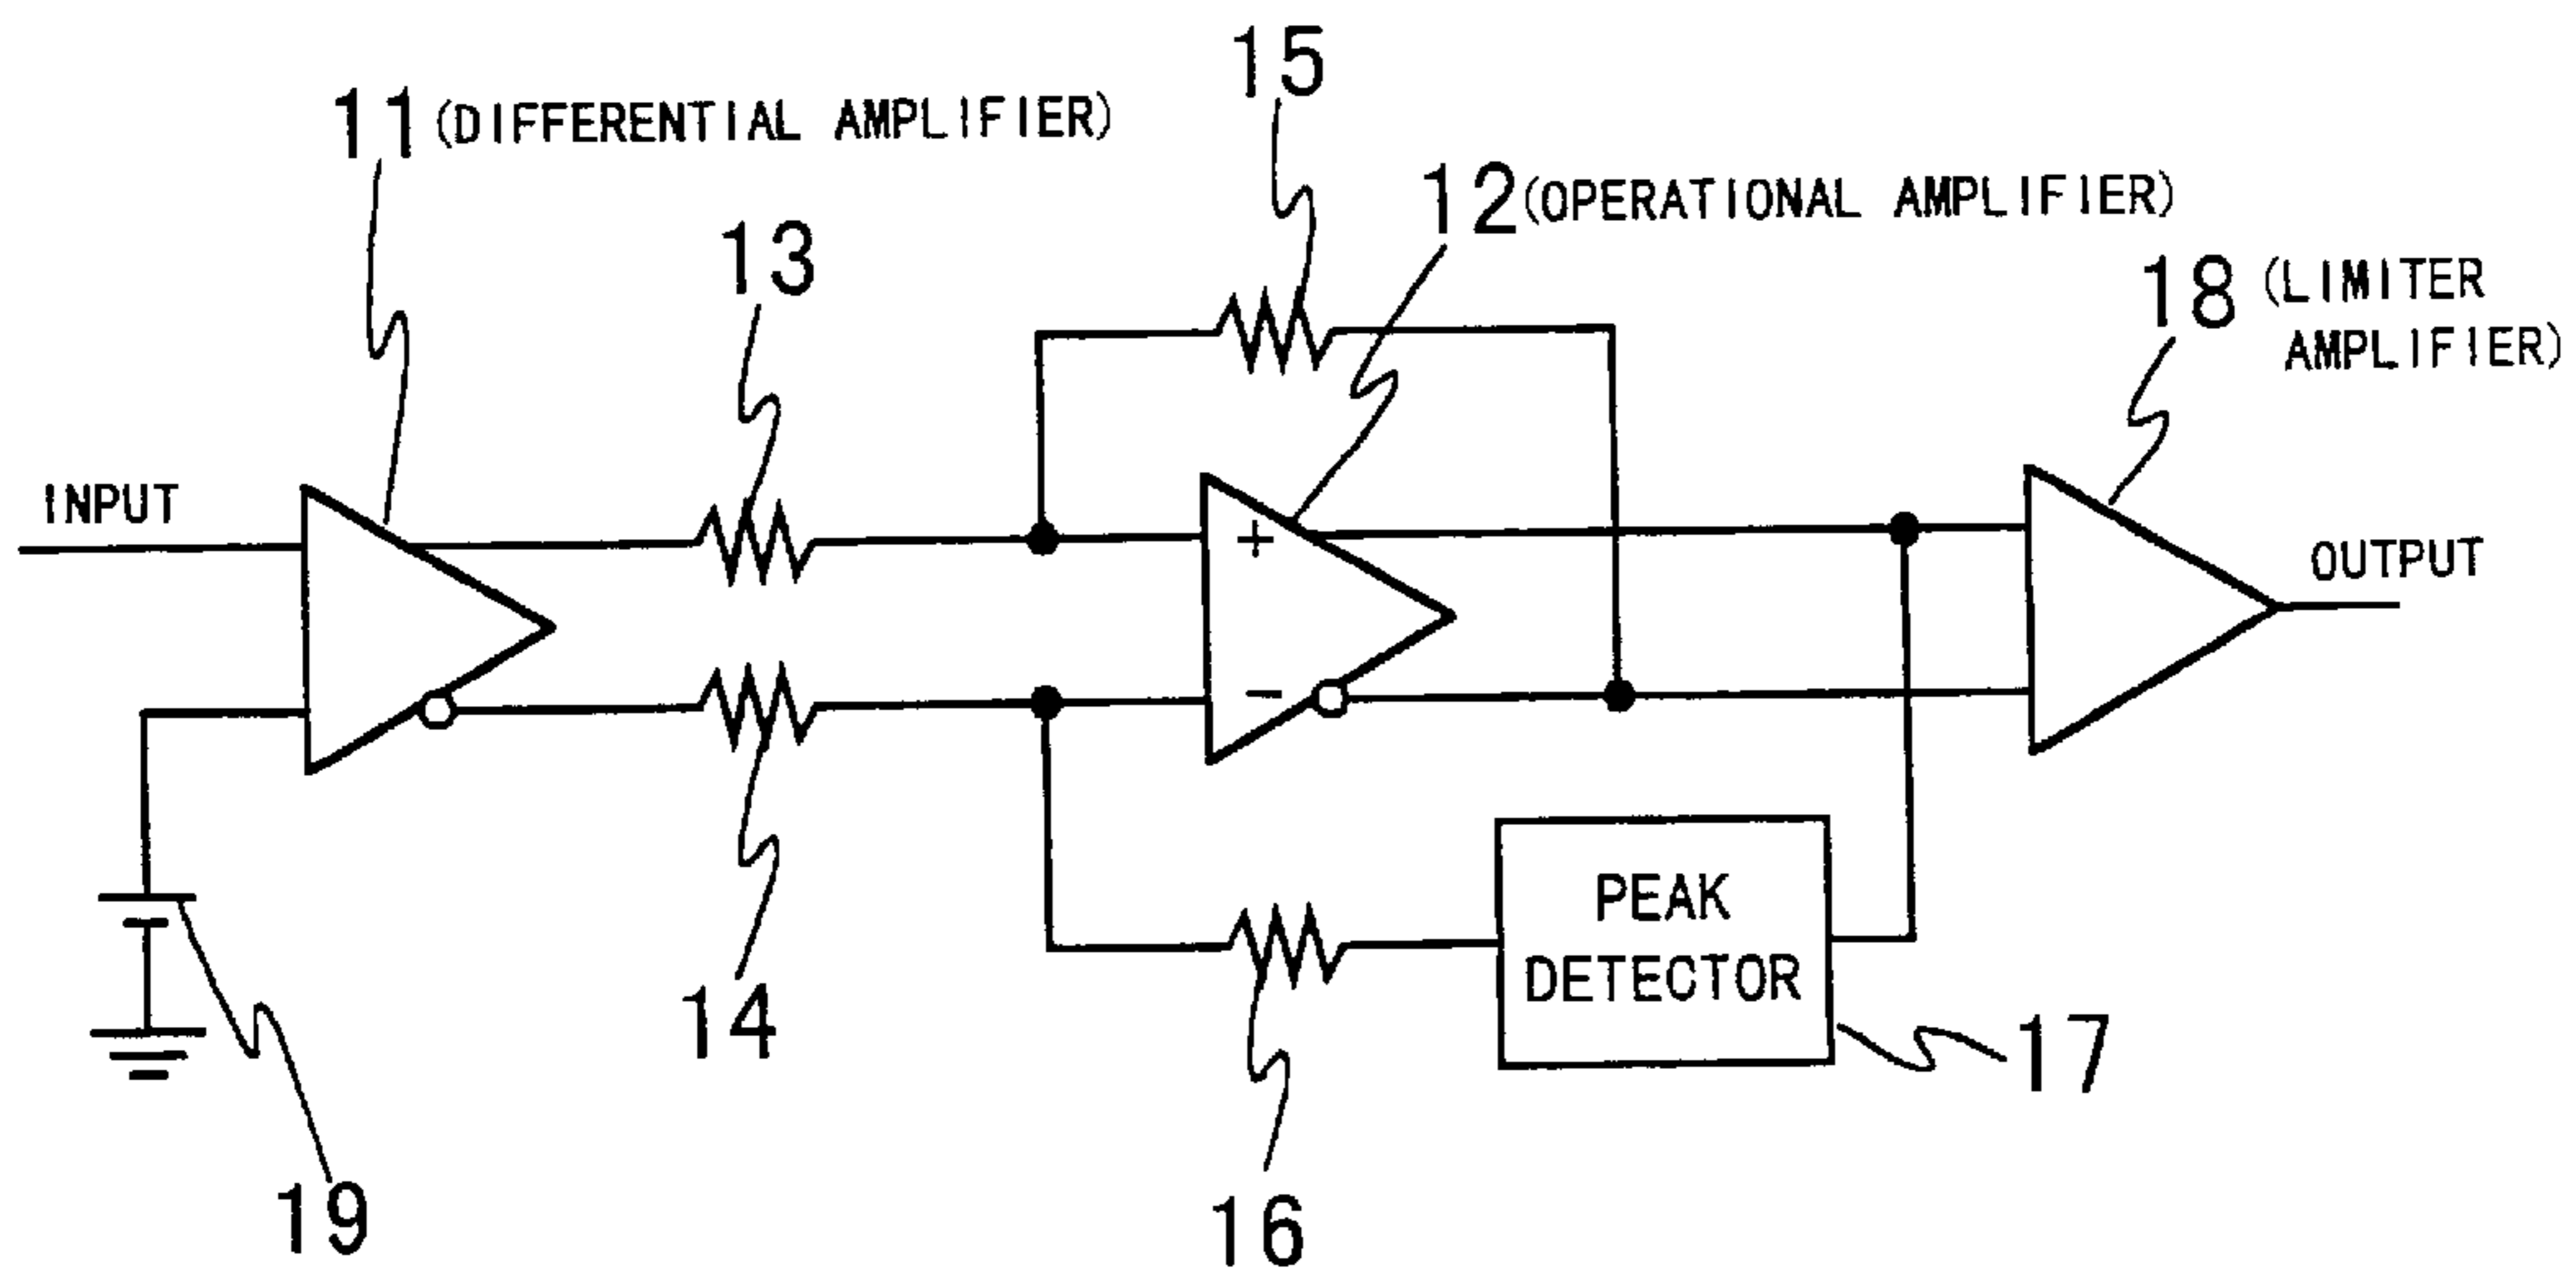 15
11 (DIFFERENTIAL AMPLIFIER)
12 (OPERATIONAL AMPLIFIER)
13
18 (LIMITER
AMPLIFIER)
INPUT
+
OUTPUT
-
PEAK
DETECTOR
14
17
19
16